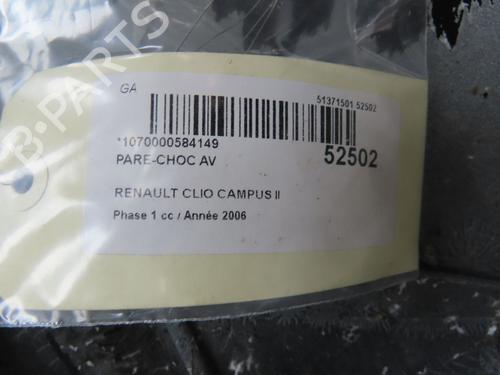 GA
51371501 52502
*1070000584149
PARE-CHOC AV
52502
RENAULT CLIO CAMPUS II
Phase 1 cc / Année 2006
B-PARTS